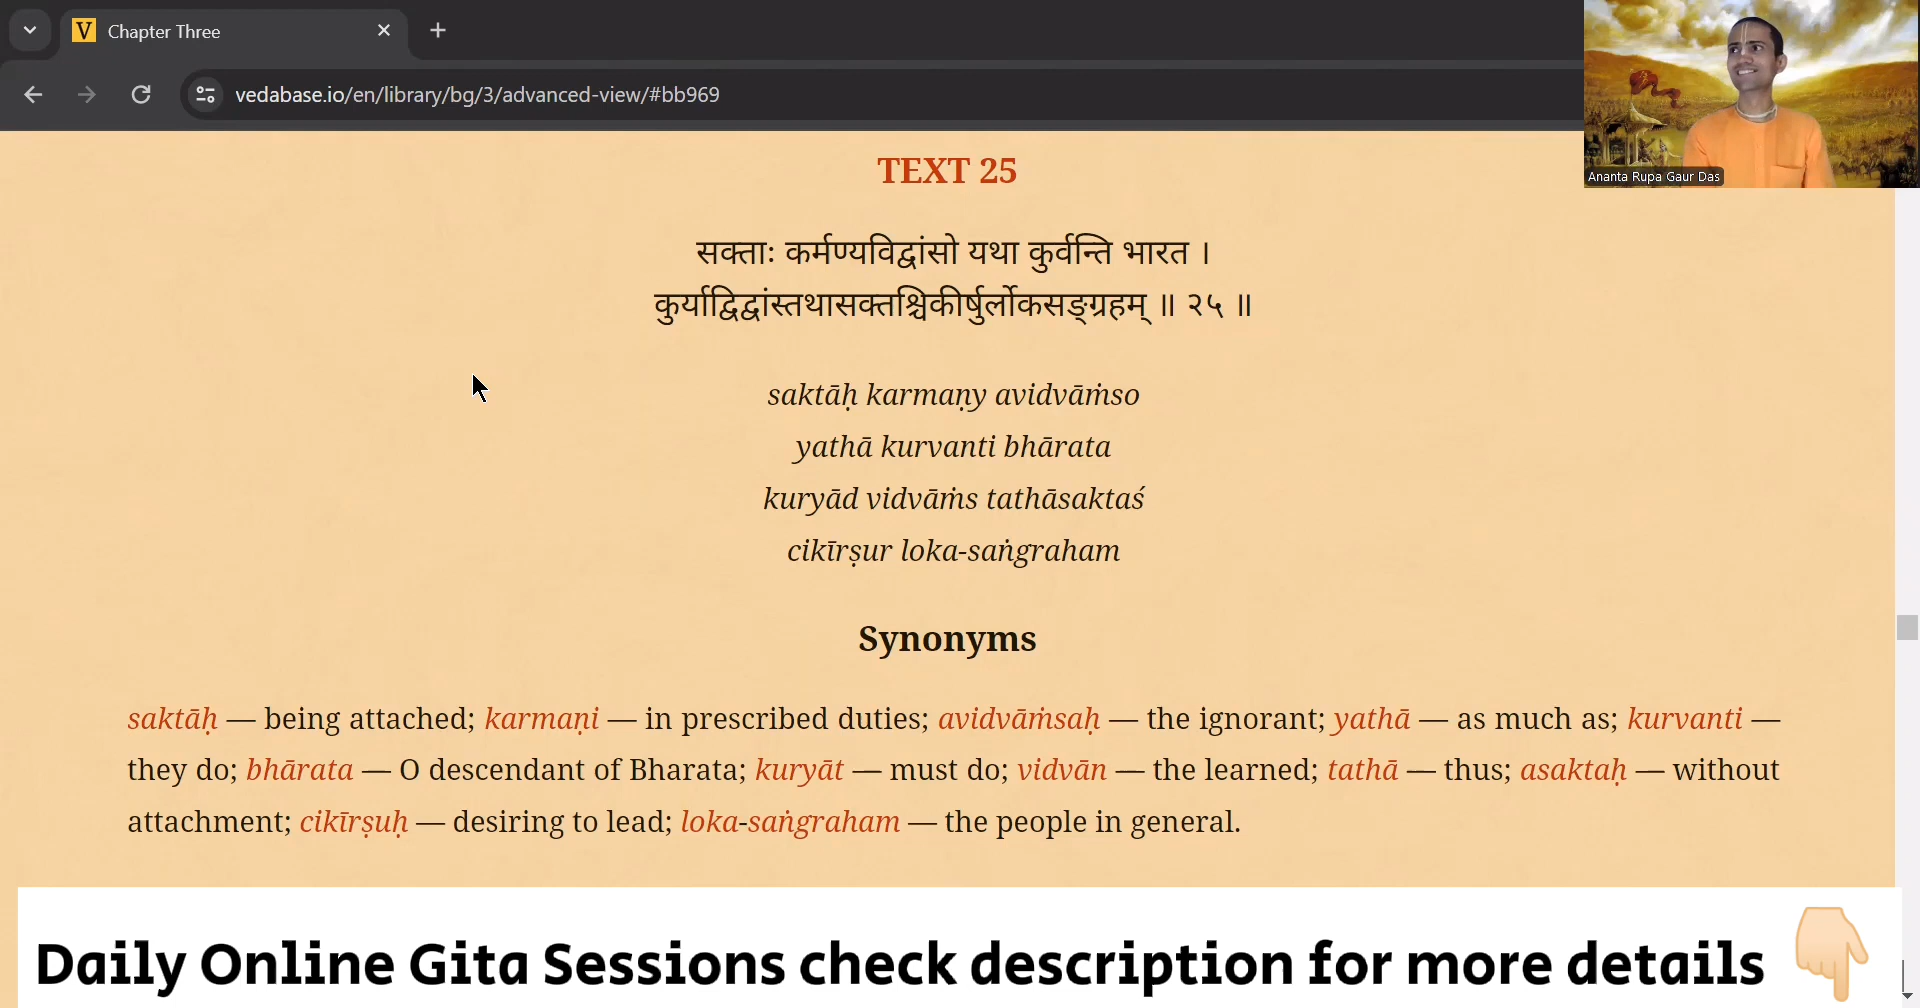 Chapter Three
vedabase.io/en/library/bg/3/advanced-view/#bb969
Ananta Rupa Gaur Das
TEXT 25
सक्ताः कर्मण्यविद्वांसो यथा कुर्वन्ति भारत ।
कुर्याद्विद्वांस्तथासक्तश्चिकीर्षुर्लोकसङ्ग्रहम् ॥ २५ ॥
saktāḥ karmaṇy avidvāṁso
yathā kurvanti bhārata
kuryād vidvāṁs tathāsaktaś
cikīrṣur loka-saṅgraham
Synonyms
saktāḥ — being attached; karmaṇi — in prescribed duties; avidvāṁsaḥ — the ignorant; yathā — as much as; kurvanti —
they do; bhārata — O descendant of Bharata; kuryāt — must do; vidvān — the learned; tathā — thus; asaktaḥ — without
attachment; cikīrṣuḥ — desiring to lead; loka-saṅgraham — the people in general.
Daily Online Gita Sessions check description for more details